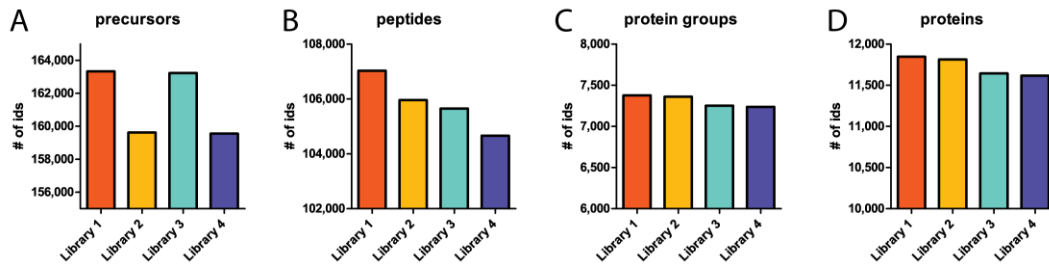 A precursors
# of ids
164,000
162,000
160,000
158,000
156,000
Library 1
Library 2
Library 3
Library 4
B peptides
# of ids
108,000
106,000
104,000
102,000
Library 1
Library 2
Library 3
Library 4
C protein groups
# of ids
8,000
7,500
7,000
6,500
6,000
Library 1
Library 2
Library 3
Library 4
D proteins
# of ids
12,000
11,500
11,000
10,500
10,000
Library 1
Library 2
Library 3
Library 4